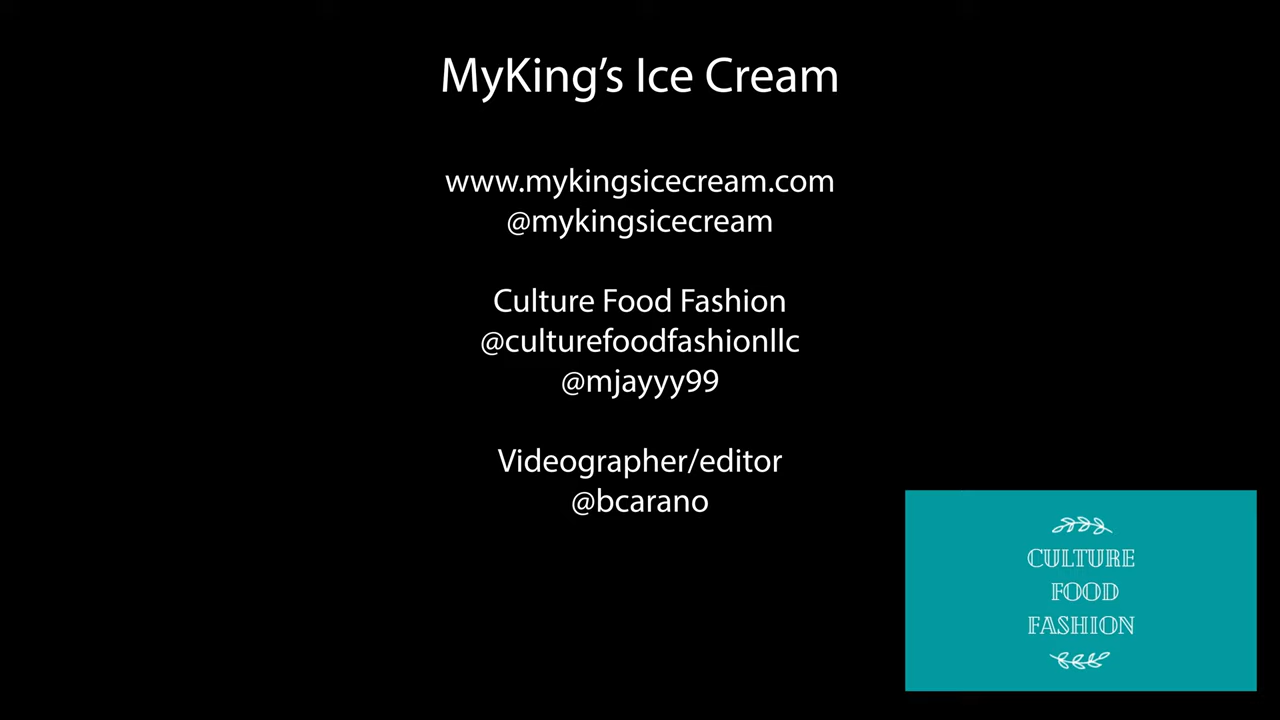 MyKing’s Ice Cream
www.mykingsicecream.com
@mykingsicecream
Culture Food Fashion
@culturefoodfashionllc
@mjayyy99
Videographer/editor
@bcarano
CULTURE
FOOD
FASHION